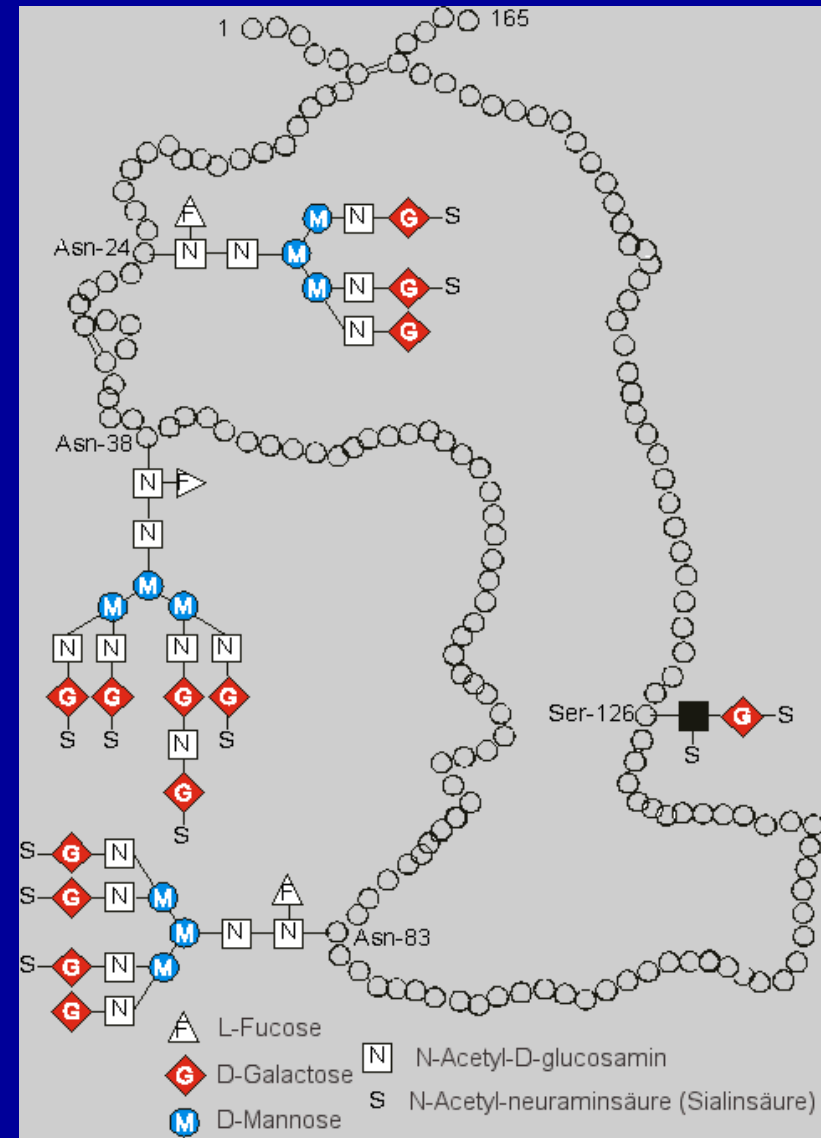 1 165
F
M N G S
Asn-24 N N M
M N G S
N G
Asn-38
N F
N
M
M M
N N N N
G G G G
S S N S
G
S
Ser-126 G S
S
S G N
F
S G N M
M N N Asn-83
S G N M
G N
F L-Fucose
N N-Acetyl-D-glucosamin
G D-Galactose
S N-Acetyl-neuraminsäure (Sialinsäure)
M D-Mannose